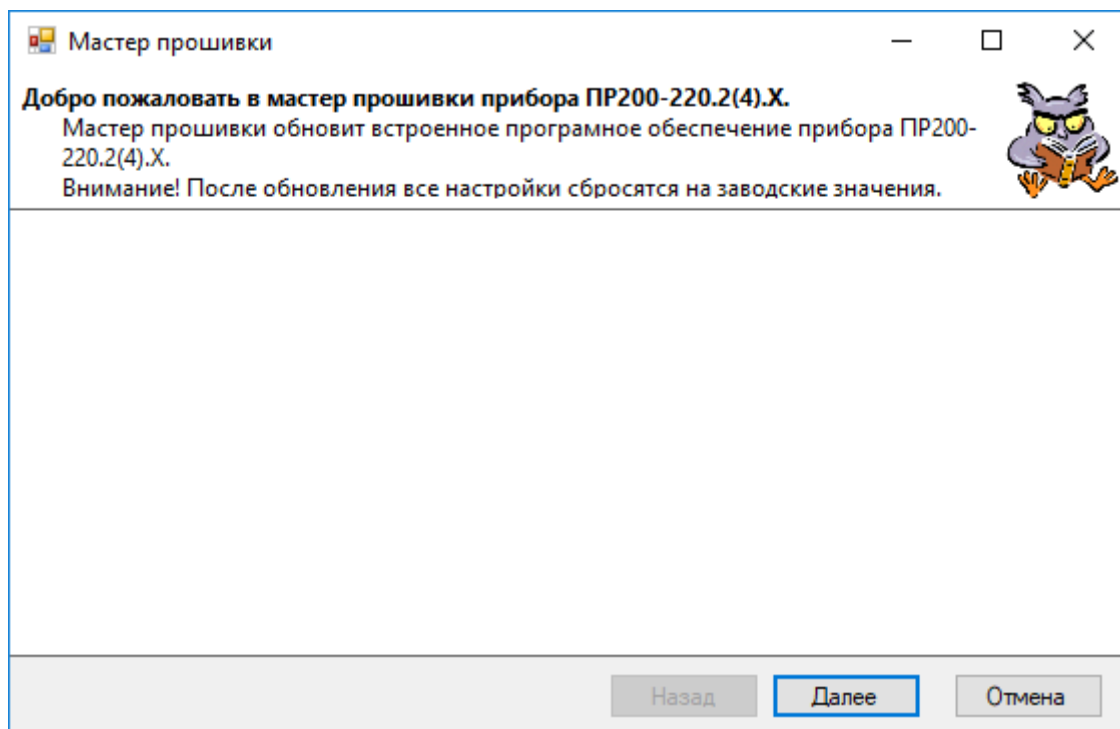 Мастер прошивки
Добро пожаловать в мастер прошивки прибора ПР200-220.2(4).X.
Мастер прошивки обновит встроенное програмное обеспечение прибора ПР200-
220.2(4).X.
Внимание! После обновления все настройки сбросятся на заводские значения.
Назад Далее Отмена